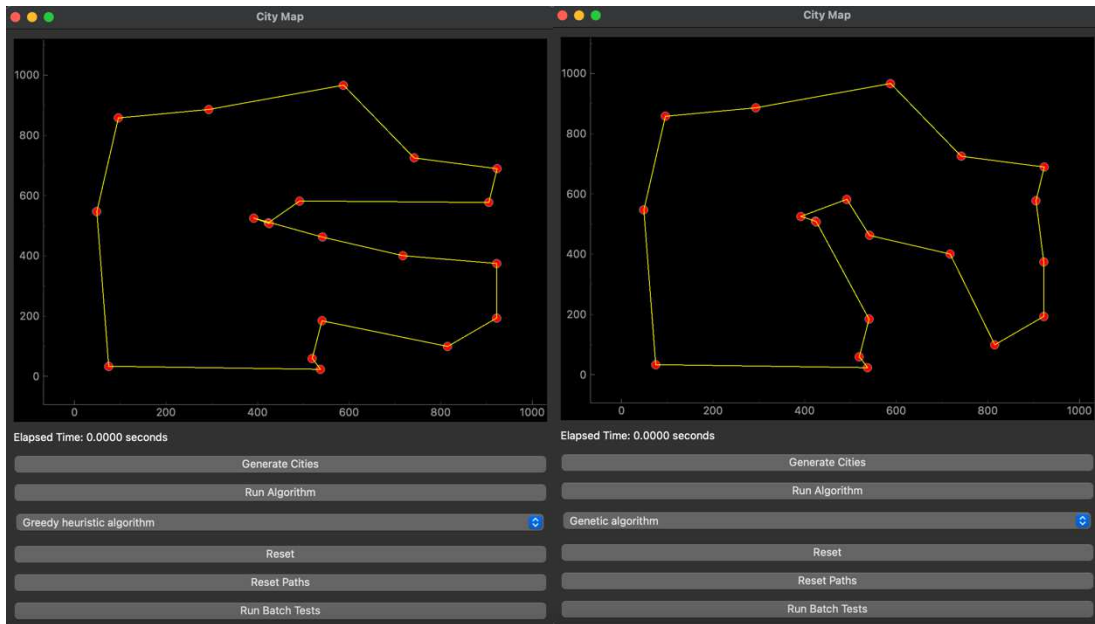 City Map
1000
800
600
400
200
0
0 200 400 600 800 1000
Elapsed Time: 0.0000 seconds
Generate Cities
Run Algorithm
Greedy heuristic algorithm
Reset
Reset Paths
Run Batch Tests
City Map
1000
800
600
400
200
0
0 200 400 600 800 1000
Elapsed Time: 0.0000 seconds
Generate Cities
Run Algorithm
Genetic algorithm
Reset
Reset Paths
Run Batch Tests